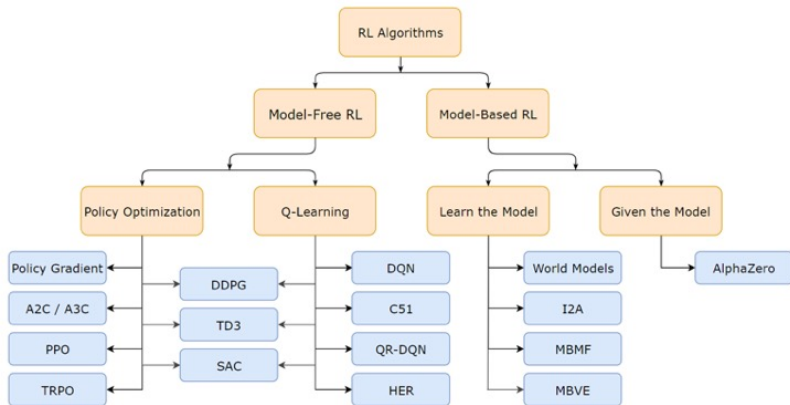 RL Algorithms
Model-Free RL
Model-Based RL
Policy Optimization
Q-Learning
Learn the Model
Given the Model
Policy Gradient
DDPG
DQN
World Models
AlphaZero
A2C / A3C
TD3
C51
I2A
PPO
SAC
QR-DQN
MBMF
TRPO
HER
MBVE